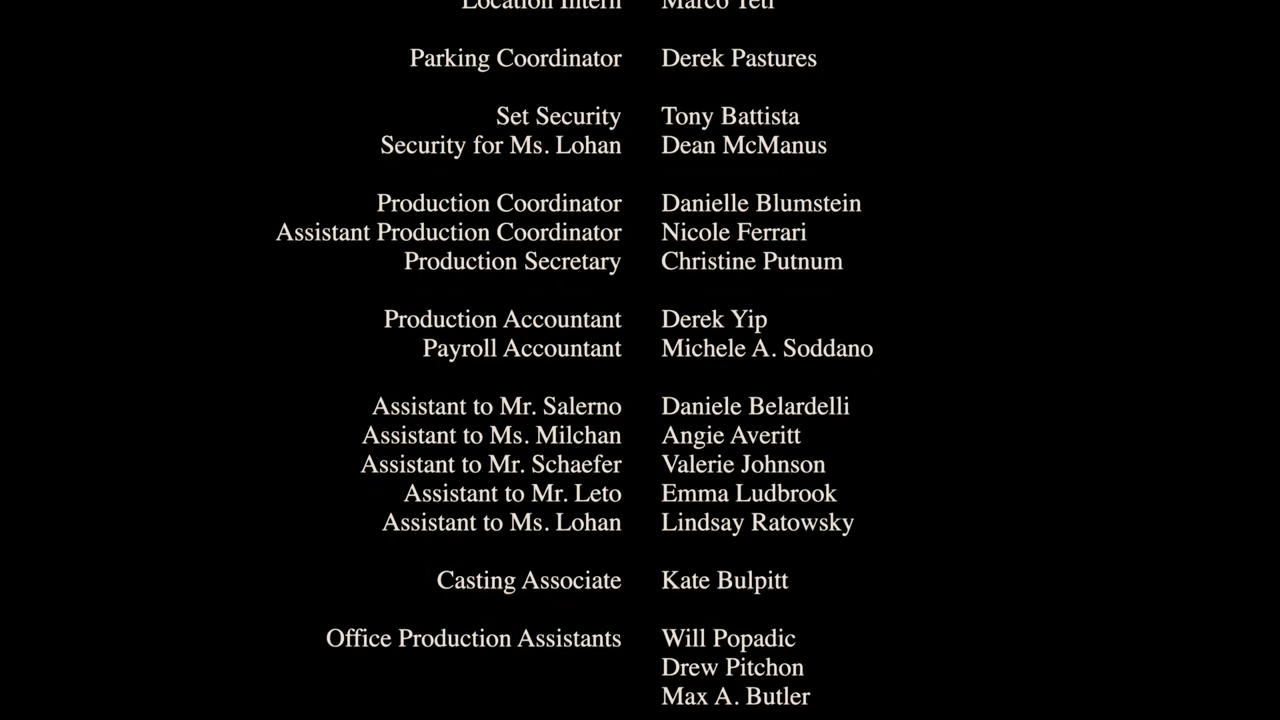 Location Intern Marco Teti
Parking Coordinator Derek Pastures
Set Security Tony Battista
Security for Ms. Lohan Dean McManus
Production Coordinator Danielle Blumstein
Assistant Production Coordinator Nicole Ferrari
Production Secretary Christine Putnum
Production Accountant Derek Yip
Payroll Accountant Michele A. Soddano
Assistant to Mr. Salerno Daniele Belardelli
Assistant to Ms. Milchan Angie Averitt
Assistant to Mr. Schaefer Valerie Johnson
Assistant to Mr. Leto Emma Ludbrook
Assistant to Ms. Lohan Lindsay Ratowsky
Casting Associate Kate Bulpitt
Office Production Assistants Will Popadic
Drew Pitchon
Max A. Butler